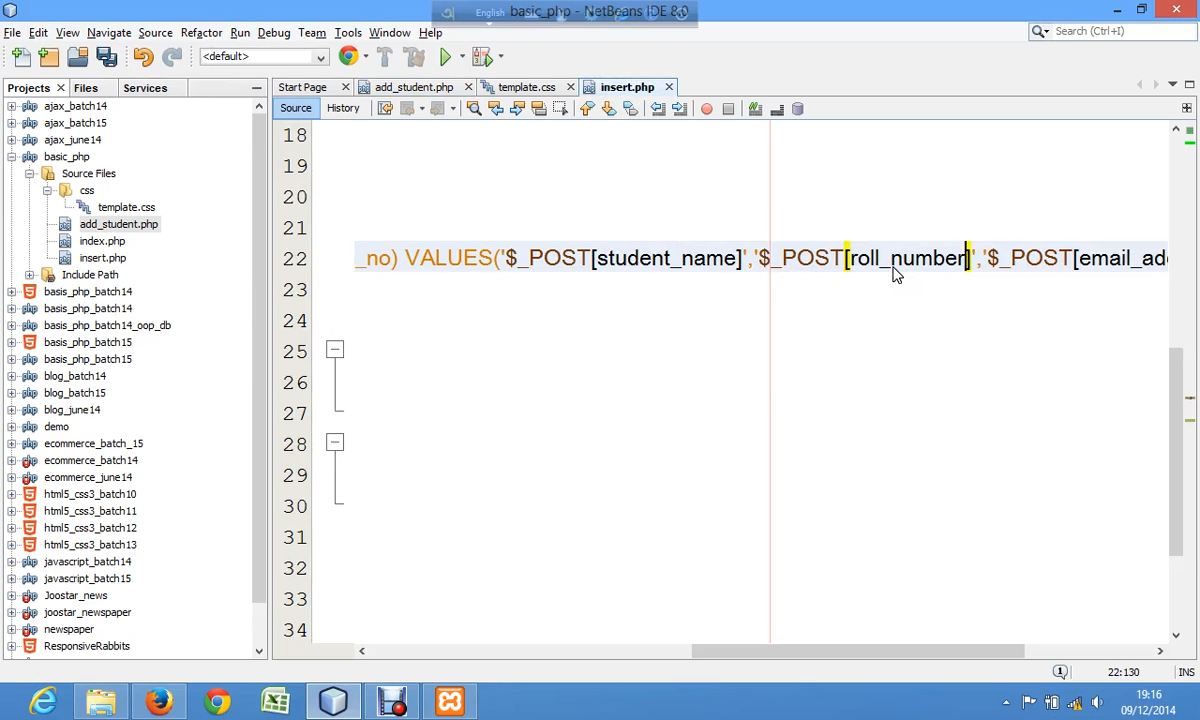 English basic_php - NetBeans IDE 8.0
File Edit View Navigate Source Refactor Run Debug Team Tools Window Help
<default>
Search (Ctrl+I)
Projects Files Services
Start Page add_student.php template.css insert.php
Source History
ajax_batch14
ajax_batch15
ajax_june14
basic_php
Source Files
css
template.css
add_student.php
index.php
insert.php
Include Path
basis_php_batch14
basis_php_batch14
basis_php_batch14_oop_db
basis_php_batch15
basis_php_batch15
blog_batch14
blog_batch15
blog_june14
demo
ecommerce_batch_15
ecommerce_batch14
ecommerce_june14
html5_css3_batch10
html5_css3_batch11
html5_css3_batch12
html5_css3_batch13
javascript_batch14
javascript_batch15
Joostar_news
joostar_newspaper
newspaper
ResponsiveRabbits
18
19
20
21
22 _no) VALUES('$_POST[student_name]','$_POST[roll_number]','$_POST[email_add
23
24
25
26
27
28
29
30
31
32
33
34
1 22:130 INS
19:16
09/12/2014